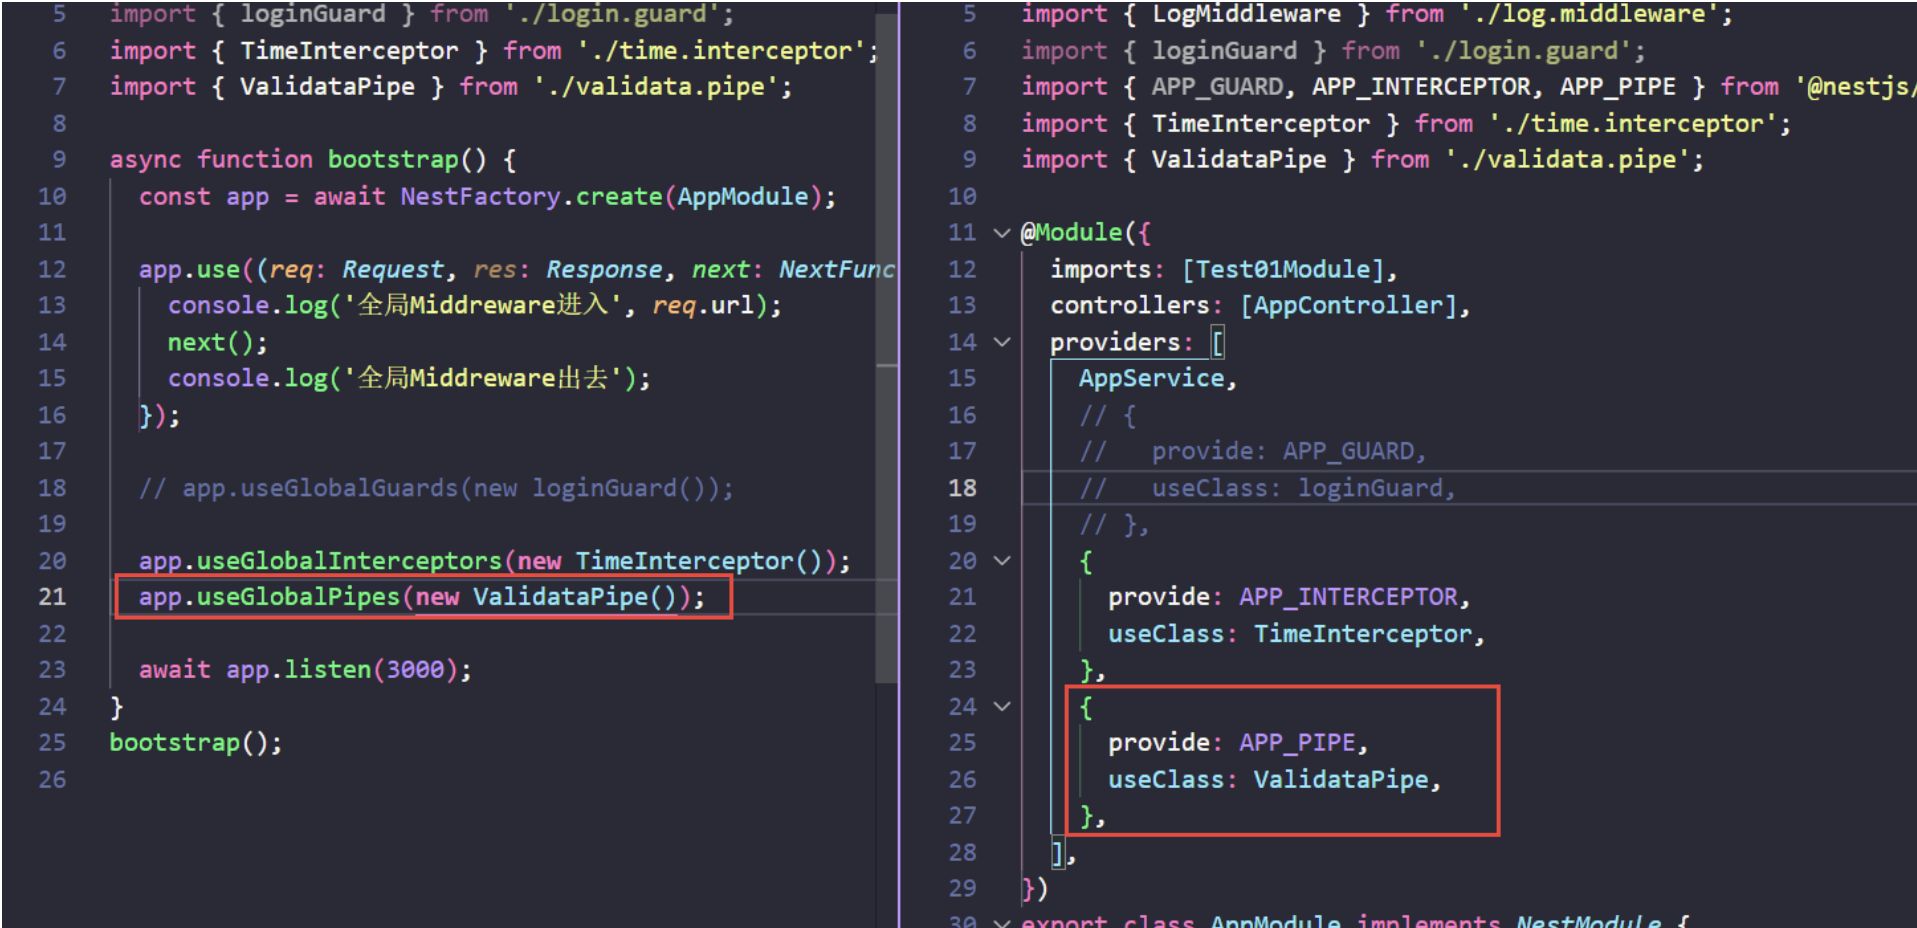 5 import { loginGuard } from './login.guard';
6 import { TimeInterceptor } from './time.interceptor';
7 import { ValidataPipe } from './validata.pipe';
8
9 async function bootstrap() {
10 const app = await NestFactory.create(AppModule);
11
12 app.use((req: Request, res: Response, next: NextFunc
13 console.log('全局Middreware进入', req.url);
14 next();
15 console.log('全局Middreware出去');
16 });
17
18 // app.useGlobalGuards(new loginGuard());
19
20 app.useGlobalInterceptors(new TimeInterceptor());
21 app.useGlobalPipes(new ValidataPipe());
22
23 await app.listen(3000);
24 }
25 bootstrap();
26
5 import { LogMiddleware } from './log.middleware';
6 import { loginGuard } from './login.guard';
7 import { APP_GUARD, APP_INTERCEPTOR, APP_PIPE } from '@nestjs/
8 import { TimeInterceptor } from './time.interceptor';
9 import { ValidataPipe } from './validata.pipe';
10
11 @Module({
12 imports: [Test01Module],
13 controllers: [AppController],
14 providers: [
15 AppService,
16 // {
17 // provide: APP_GUARD,
18 // useClass: loginGuard,
19 // },
20 {
21 provide: APP_INTERCEPTOR,
22 useClass: TimeInterceptor,
23 },
24 {
25 provide: APP_PIPE,
26 useClass: ValidataPipe,
27 },
28 ],
29 })
30 export class AppModule implements NestModule {